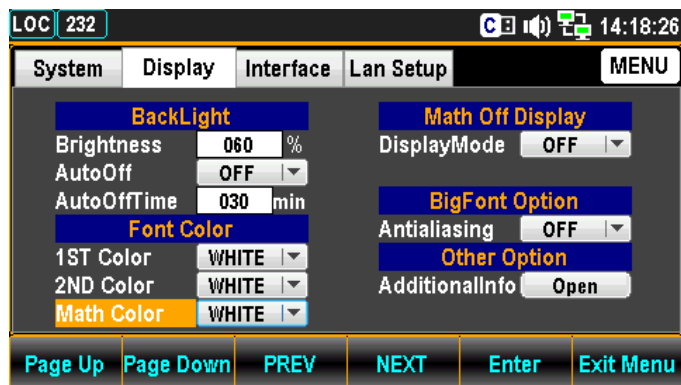 LOC 232 C 14:18:26
System Display Interface Lan Setup MENU
BackLight
Brightness 060 %
AutoOff OFF
AutoOffTime 030 min
Font Color
1ST Color WHITE
2ND Color WHITE
Math Color WHITE
Math Off Display
DisplayMode OFF
BigFont Option
Antialiasing OFF
Other Option
AdditionalInfo Open
Page Up Page Down PREV NEXT Enter Exit Menu